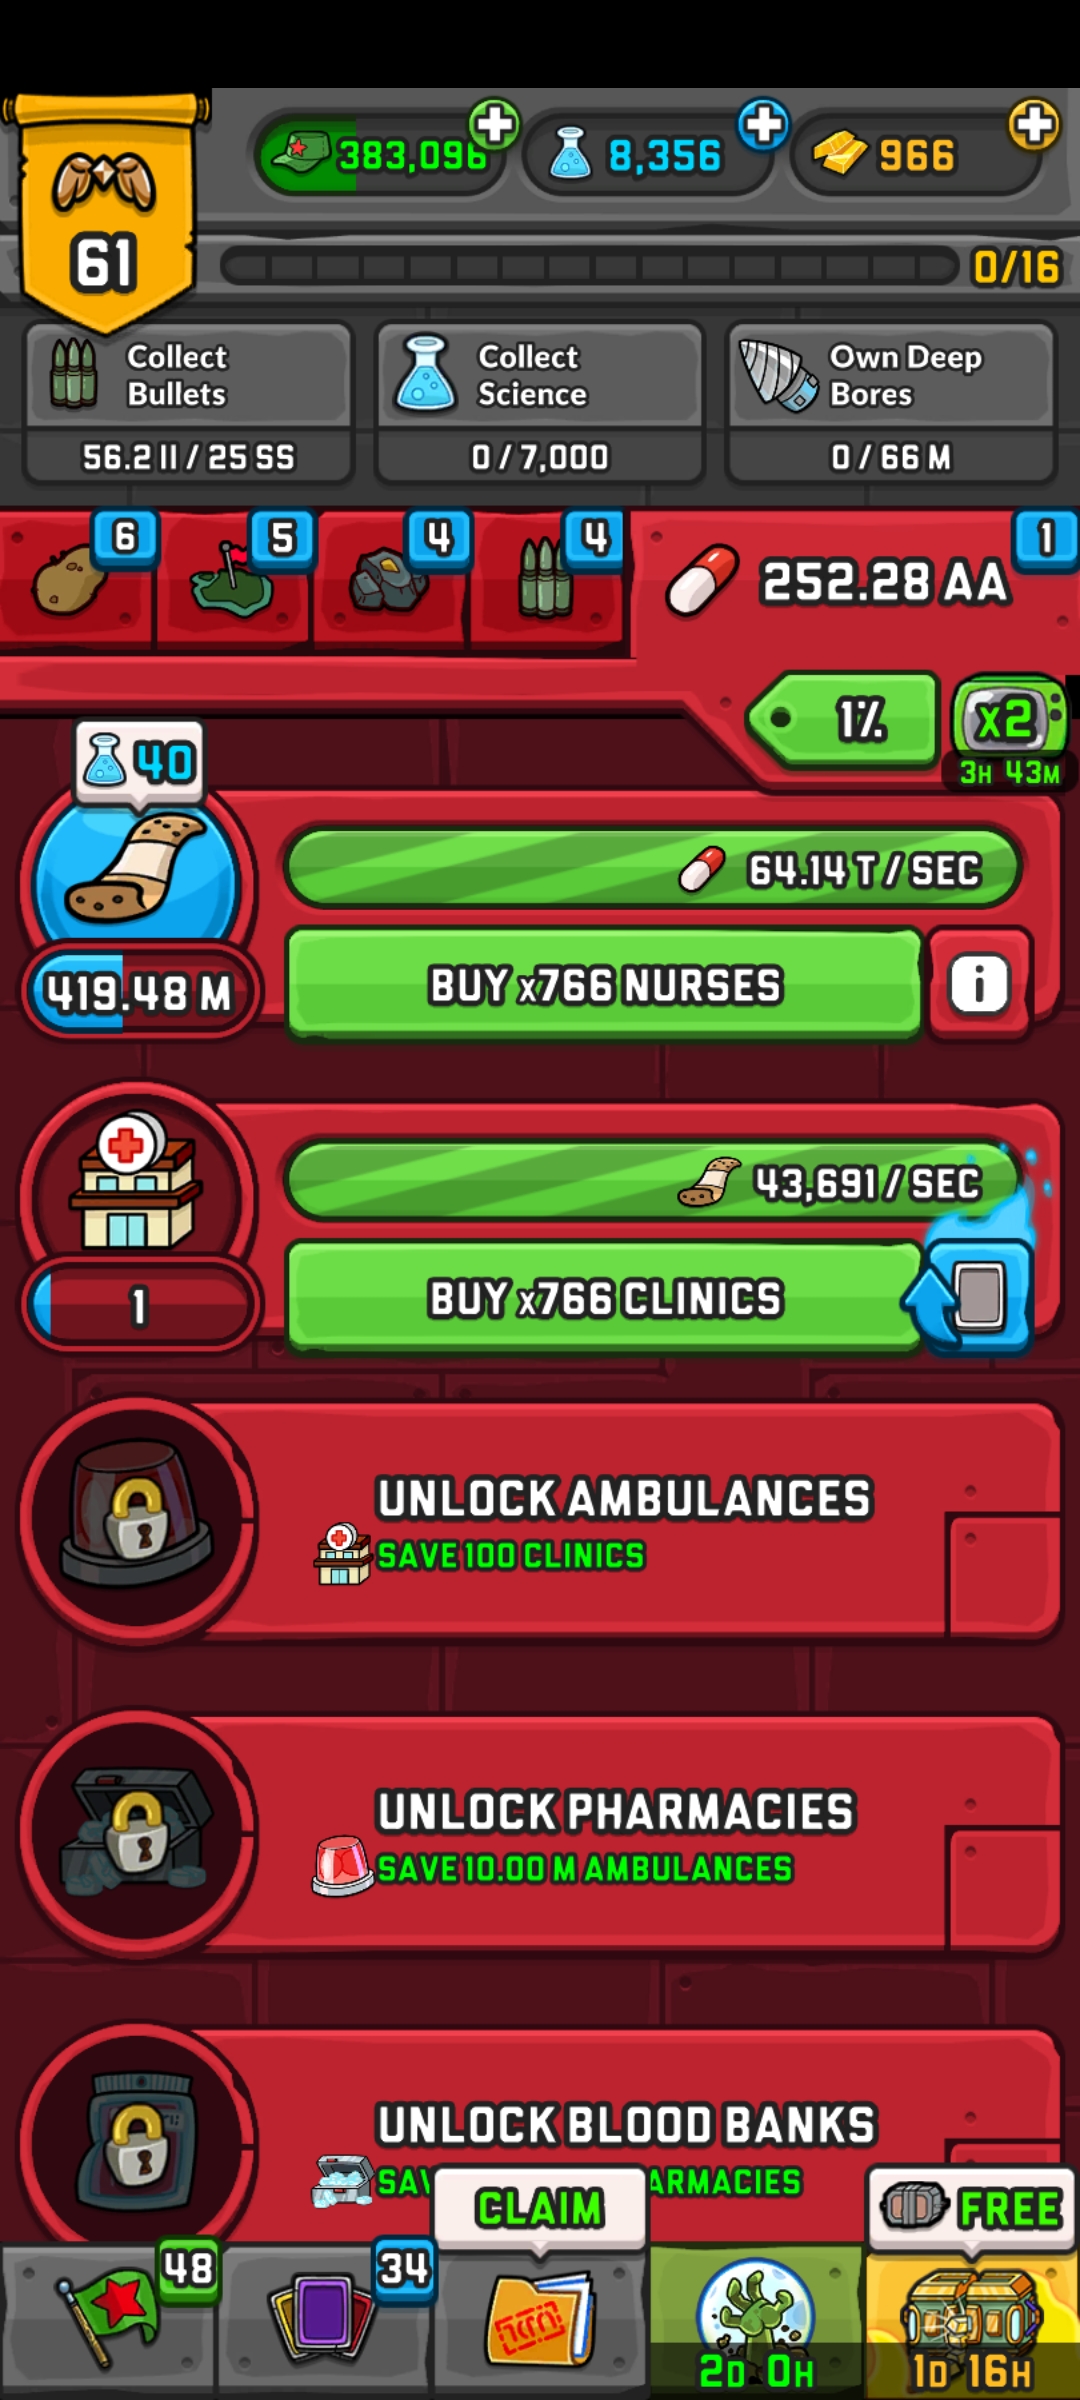 383,096
8,356
966
61
0/16
Collect
Bullets
56.2 II / 25 SS
Collect
Science
0 / 7,000
Own Deep
Bores
0 / 66 M
6
5
4
4
1
252.28 AA
1%
x2
3H 43M
40
64.14 T / SEC
419.48 M
BUY x766 NURSES
i
43,691 / SEC
1
BUY x766 CLINICS
UNLOCK AMBULANCES
SAVE 100 CLINICS
UNLOCK PHARMACIES
SAVE 10.00 M AMBULANCES
UNLOCK BLOOD BANKS
CLAIM
FREE
48
34
2D 0H
1D 16H